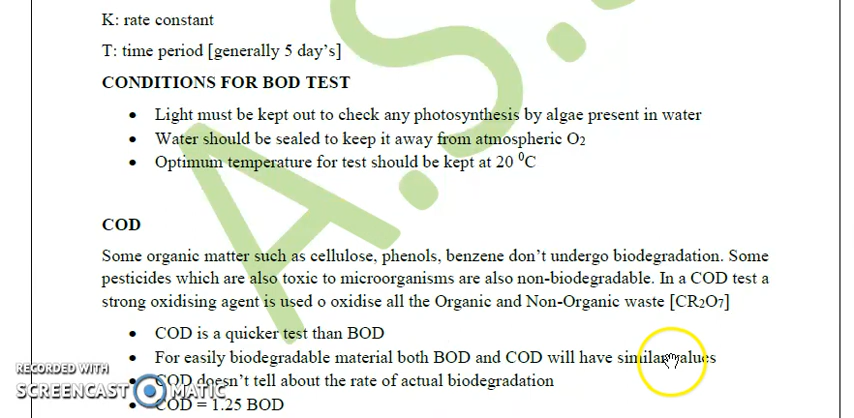 K: rate constant
T: time period [generally 5 day’s]
CONDITIONS FOR BOD TEST
• Light must be kept out to check any photosynthesis by algae present in water
• Water should be sealed to keep it away from atmospheric O2
• Optimum temperature for test should be kept at 20 ⁰C
COD
Some organic matter such as cellulose, phenols, benzene don’t undergo biodegradation. Some
pesticides which are also toxic to microorganisms are also non-biodegradable. In a COD test a
strong oxidising agent is used o oxidise all the Organic and Non-Organic waste [CR2O7]
• COD is a quicker test than BOD
• For easily biodegradable material both BOD and COD will have similar values
• COD doesn’t tell about the rate of actual biodegradation
• COD = 1.25 BOD
A.S.
RECORDED WITH
SCREENCAST MATIC